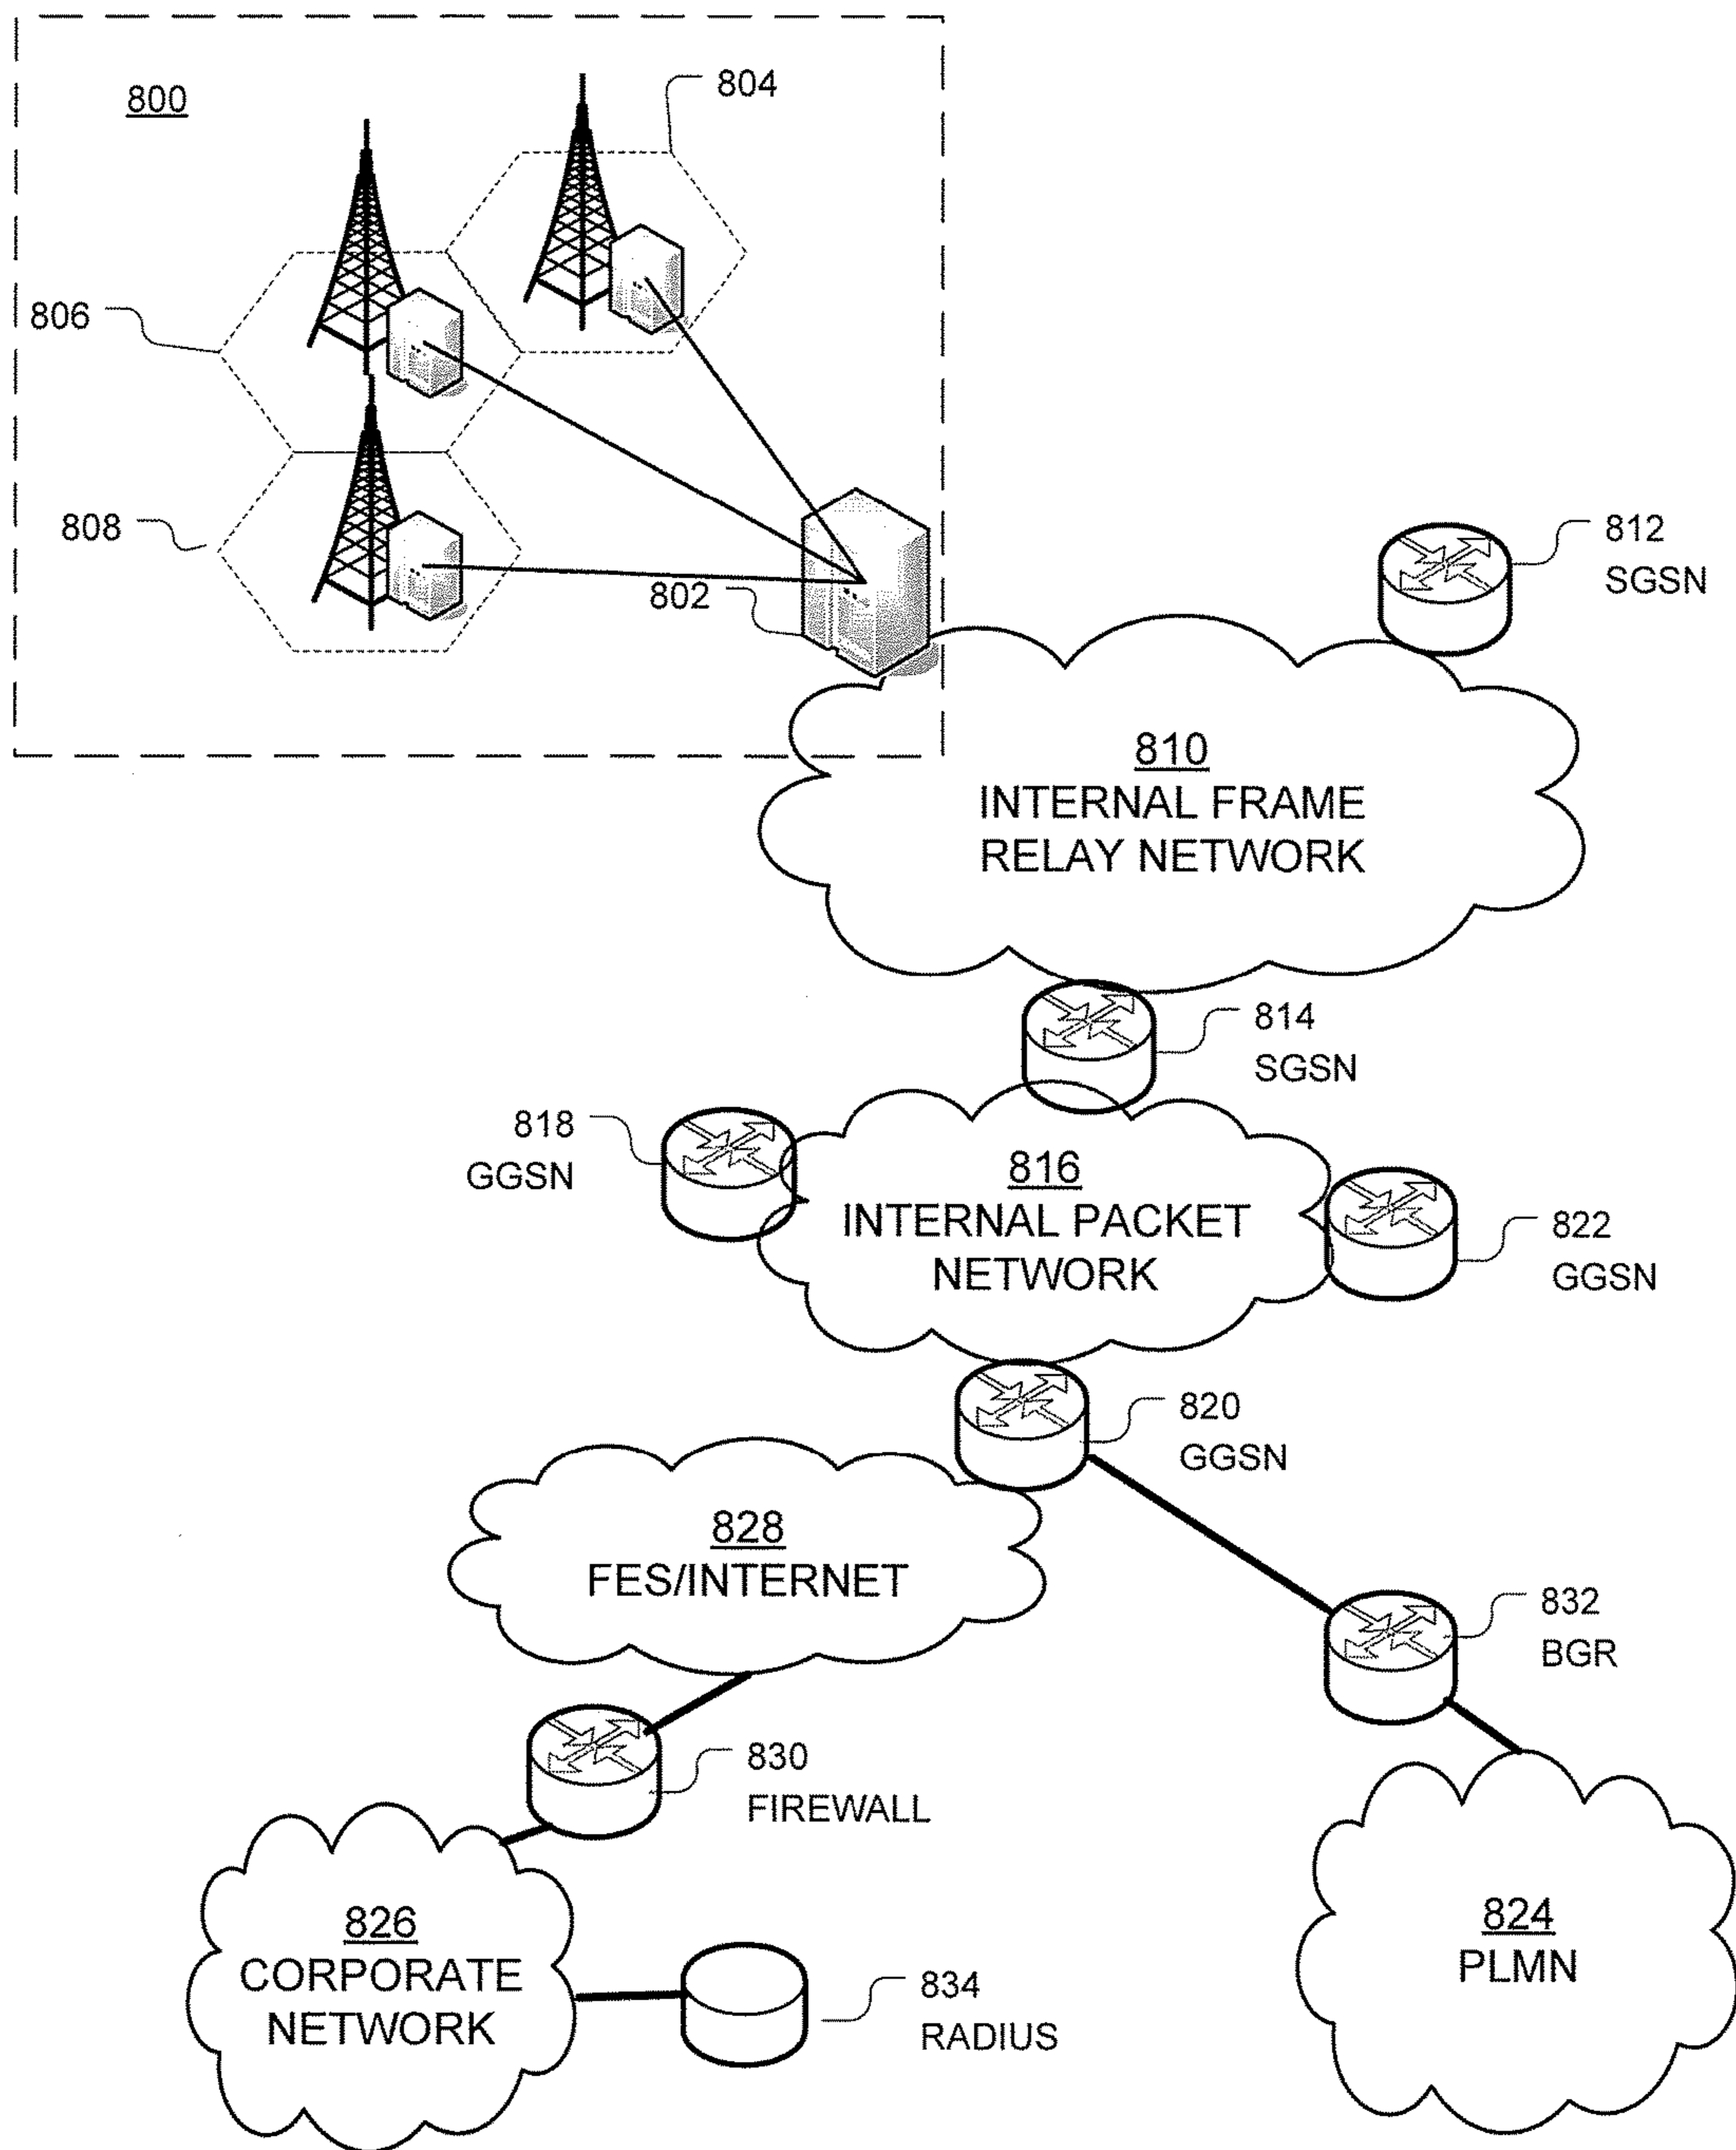 800
804
806
808
802
812
SGSN
810
INTERNAL FRAME
RELAY NETWORK
814
SGSN
818
GGSN
816
INTERNAL PACKET
NETWORK
822
GGSN
820
GGSN
828
FES/INTERNET
832
BGR
830
FIREWALL
826
CORPORATE
NETWORK
834
RADIUS
824
PLMN